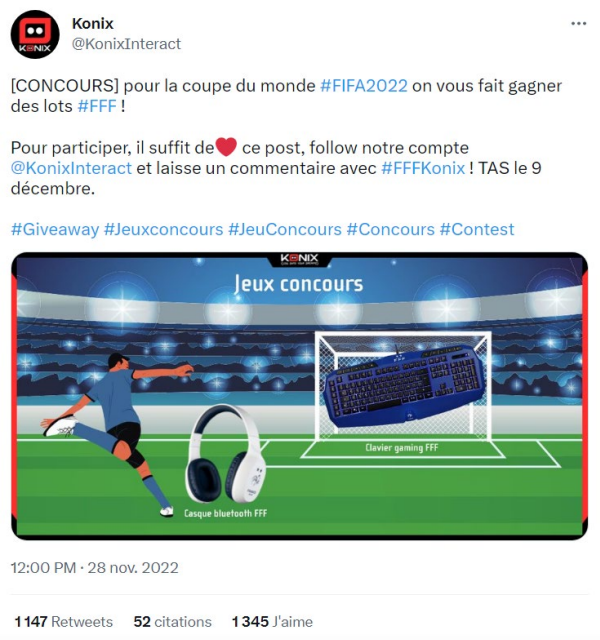 Konix
@KonixInteract
KONIX
[CONCOURS] pour la coupe du monde #FIFA2022 on vous fait gagner
des lots #FFF !
Pour participer, il suffit de❤️ ce post, follow notre compte
@KonixInteract et laisse un commentaire avec #FFFKonix ! TAS le 9
décembre.
#Giveaway #Jeuxconcours #JeuConcours #Concours #Contest
KONIX
Jeux concours
Clavier gaming FFF
Casque bluetooth FFF
12:00 PM · 28 nov. 2022
1 147 Retweets 52 citations 1 345 J'aime